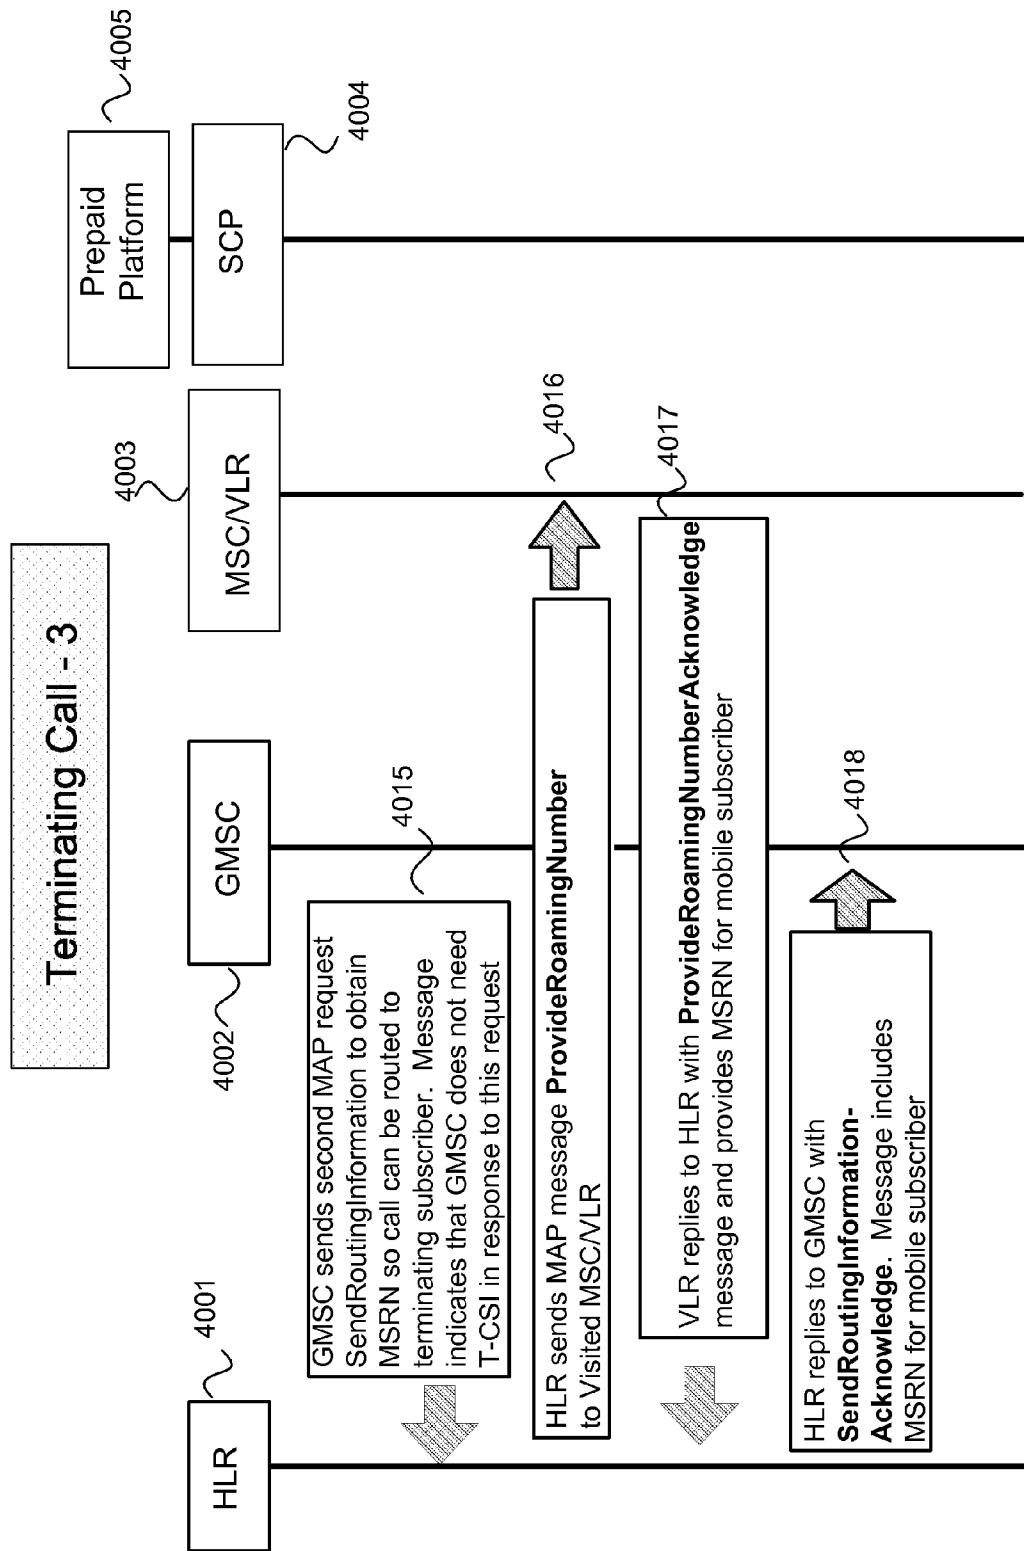 Terminating Call - 3
Prepaid
Platform
4005
HLR
4001
GMSC
4002
MSC/VLR
4003
SCP
4004
GMSC sends second MAP request
SendRoutingInformation to obtain
MSRN so call can be routed to
terminating subscriber. Message
indicates that GMSC does not need
T-CSI in response to this request
4015
HLR sends MAP message ProvideRoamingNumber
to Visited MSC/VLR
4016
VLR replies to HLR with ProvideRoamingNumberAcknowledge
message and provides MSRN for mobile subscriber
4017
HLR replies to GMSC with
SendRoutingInformation-
Acknowledge. Message includes
MSRN for mobile subscriber
4018